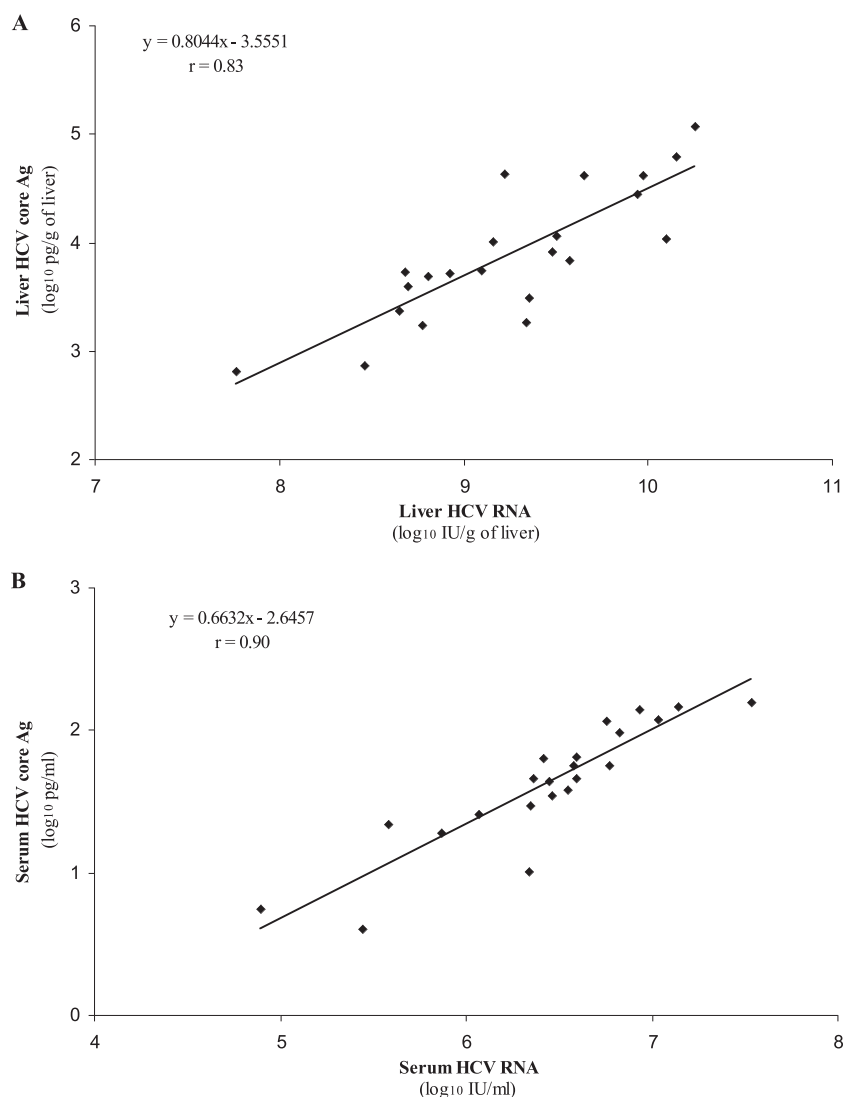 A
y = 0.8044x - 3.5551
r = 0.83
6
5
4
3
2
Liver HCV core Ag
(log10 pg/g of liver)
7 8 9 10 11
Liver HCV RNA
(log10 IU/g of liver)
B
y = 0.6632x - 2.6457
r = 0.90
3
2
1
0
Serum HCV core Ag
(log10 pg/ml)
4 5 6 7 8
Serum HCV RNA
(log10 IU/ml)